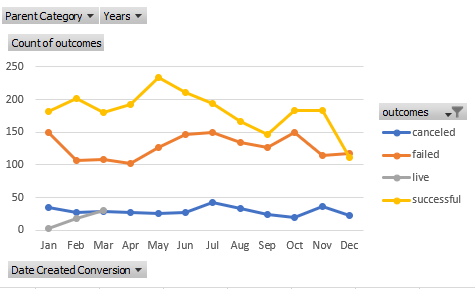 Parent Category Years
Count of outcomes
250
200
150
100
50
0
Jan Feb Mar Apr May Jun Jul Aug Sep Oct Nov Dec
outcomes
canceled
failed
live
successful
Date Created Conversion